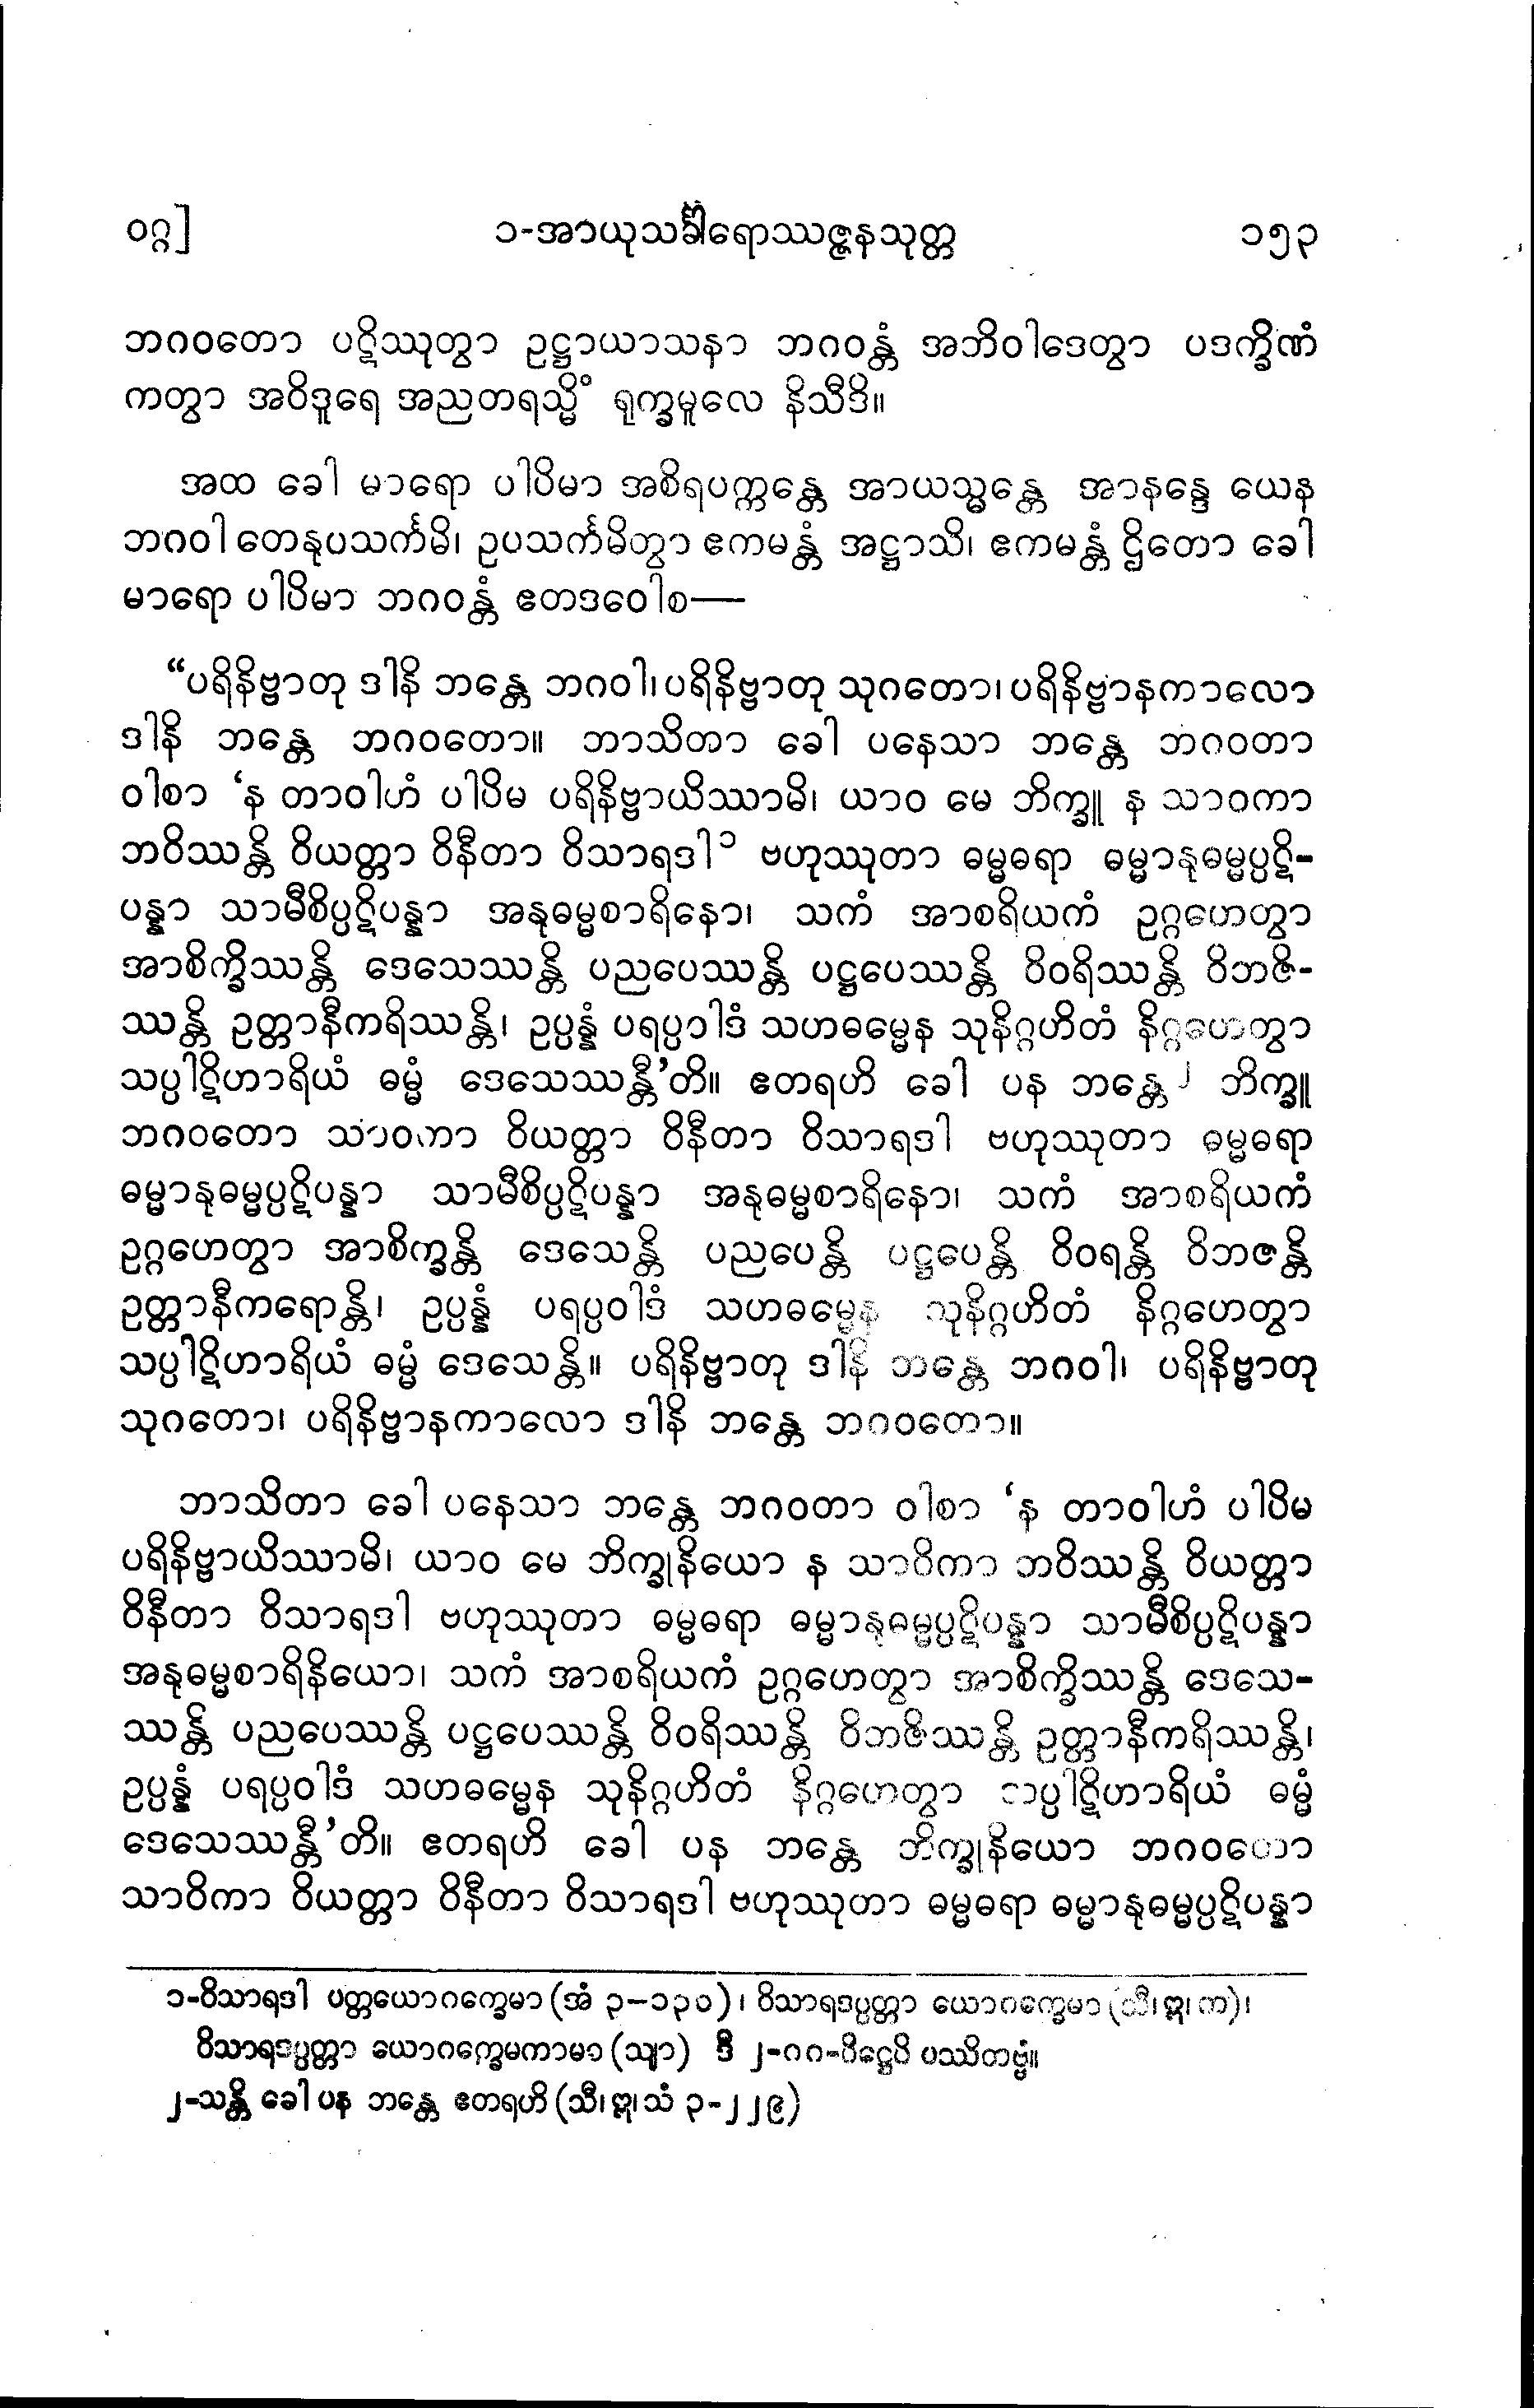 ဝဂ္ဂ] ၁-အာယုသင်္ခါရောဿဇ္ဇနသုတ္တ ၁၅၃
ဘဂဝတော ပဋိဿုတွာ ဥဋ္ဌာယာသနာ ဘဂဝန္တံ အဘိဝါဒေတွာ ပဒက္ခိဏံ
ကတွာ အဝိဒူရေ အညတရသ္မိံ ရုက္ခမူလေ နိသီဒိ။
အထ ခေါ မာရော ပါပိမာ အစိရပက္ကန္တေ အာယသ္မန္တေ အာနန္ဒေ ယေန
ဘဂဝါ တေနုပသင်္ကမိ၊ ဥပသင်္ကမိတွာ ဧကမန္တံ အဋ္ဌာသိ၊ ဧကမန္တံ ဌိတော ခေါ
မာရော ပါပိမာ ဘဂဝန္တံ ဧတဒဝေါစ—
“ပရိနိဗ္ဗာတု ဒါနိ ဘန္တေ ဘဂဝါ၊ ပရိနိဗ္ဗာတု သုဂတော၊ ပရိနိဗ္ဗာနကာလော
ဒါနိ ဘန္တေ ဘဂဝတော။ ဘာသိတာ ခေါ ပနေသာ ဘန္တေ ဘဂဝတာ
ဝါစာ ‘န တာဝါဟံ ပါပိမ ပရိနိဗ္ဗာယိဿာမိ၊ ယာဝ မေ ဘိက္ခူ န သာဝကာ
ဘဝိဿန္တိ ဝိယတ္တာ ဝိနီတာ ဝိသာရဒါ၁ ဗဟုဿုတာ ဓမ္မဓရာ ဓမ္မာနုဓမ္မပ္ပဋိ-
ပန္နာ သာမီစိပ္ပဋိပန္နာ အနုဓမ္မစာရိနော၊ သကံ အာစရိယကံ ဥဂ္ဂဟေတွာ
အာစိက္ခိဿန္တိ ဒေသေဿန္တိ ပညပေဿန္တိ ပဋ္ဌပေဿန္တိ ဝိဝရိဿန္တိ ဝိဘဇိ-
ဿန္တိ ဥတ္တာနီကရိဿန္တိ၊ ဥပ္ပန္နံ ပရပ္ပဝါဒံ သဟဓမ္မေန သုနိဂ္ဂဟိတံ နိဂ္ဂဟေတွာ
သပ္ပါဋိဟာရိယံ ဓမ္မံ ဒေသေဿန္တီ’တိ။ ဧတရဟိ ခေါ ပန ဘန္တေ၂ ဘိက္ခူ
ဘဂဝတော သာဝကာ ဝိယတ္တာ ဝိနီတာ ဝိသာရဒါ ဗဟုဿုတာ ဓမ္မဓရာ
ဓမ္မာနုဓမ္မပ္ပဋိပန္နာ သာမီစိပ္ပဋိပန္နာ အနုဓမ္မစာရိနော၊ သကံ အာစရိယကံ
ဥဂ္ဂဟေတွာ အာစိက္ခန္တိ ဒေသေန္တိ ပညပေန္တိ ပဋ္ဌပေန္တိ ဝိဝရန္တိ ဝိဘဇန္တိ
ဥတ္တာနီကရောန္တိ၊ ဥပ္ပန္နံ ပရပ္ပဝါဒံ သဟဓမ္မေန သုနိဂ္ဂဟိတံ နိဂ္ဂဟေတွာ
သပ္ပါဋိဟာရိယံ ဓမ္မံ ဒေသေန္တိ။ ပရိနိဗ္ဗာတု ဒါနိ ဘန္တေ ဘဂဝါ၊ ပရိနိဗ္ဗာတု
သုဂတော၊ ပရိနိဗ္ဗာနကာလော ဒါနိ ဘန္တေ ဘဂဝတော။
ဘာသိတာ ခေါ ပနေသာ ဘန္တေ ဘဂဝတာ ဝါစာ ‘န တာဝါဟံ ပါပိမ
ပရိနိဗ္ဗာယိဿာမိ၊ ယာဝ မေ ဘိက္ခုနိယော န သာဝိကာ ဘဝိဿန္တိ ဝိယတ္တာ
ဝိနီတာ ဝိသာရဒါ ဗဟုဿုတာ ဓမ္မဓရာ ဓမ္မာနုဓမ္မပ္ပဋိပန္နာ သာမီစိပ္ပဋိပန္နာ
အနုဓမ္မစာရိနိယော၊ သကံ အာစရိယကံ ဥဂ္ဂဟေတွာ အာစိက္ခိဿန္တိ ဒေသေ-
ဿန္တိ ပညပေဿန္တိ ပဋ္ဌပေဿန္တိ ဝိဝရိဿန္တိ ဝိဘဇိဿန္တိ ဥတ္တာနီကရိဿန္တိ၊
ဥပ္ပန္နံ ပရပ္ပဝါဒံ သဟဓမ္မေန သုနိဂ္ဂဟိတံ နိဂ္ဂဟေတွာ သပ္ပါဋိဟာရိယံ ဓမ္မံ
ဒေသေဿန္တီ’တိ။ ဧတရဟိ ခေါ ပန ဘန္တေ ဘိက္ခုနိယော ဘဂဝတော
သာဝိကာ ဝိယတ္တာ ဝိနီတာ ဝိသာရဒါ ဗဟုဿုတာ ဓမ္မဓရာ ဓမ္မာနုဓမ္မပ္ပဋိပန္နာ
၁-ဝိသာရဒါ ပတ္တယောဂက္ခေမာ (အံ ၃-၁၃၀)၊ ဝိသာရဒပ္ပတ္တာ ယောဂက္ခေမာ (သီ၊ ဣ၊ က)၊
ဝိသာရဒပ္ပတ္တာ ယောဂက္ခေမကာမာ (သျာ) ဒီ ၂-၈၈-ပိဋ္ဌေပိ ပဿိတဗ္ဗံ။
၂-သန္တိ ခေါ ပန ဘန္တေ ဧတရဟိ (သီ၊ ဣ၊ သံ ၃-၂၂၉)